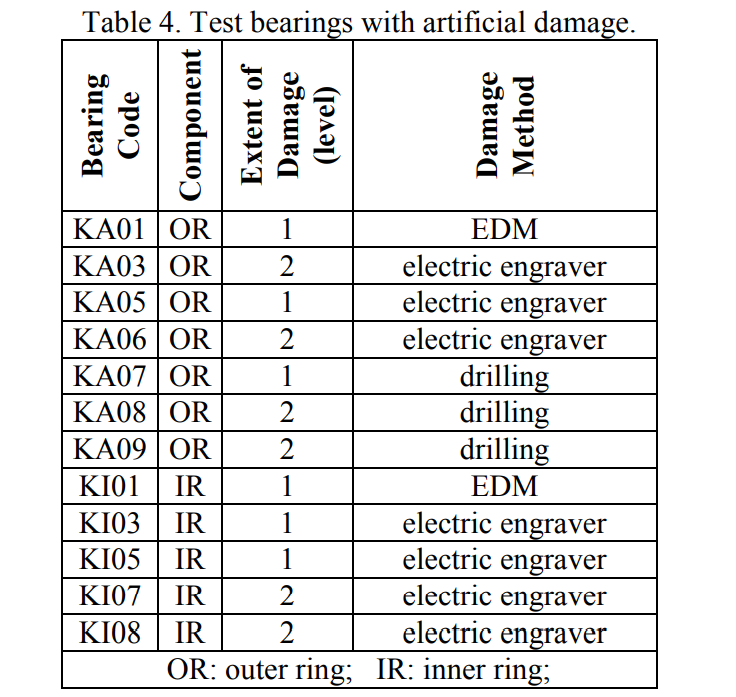 Table 4. Test bearings with artificial damage.
Bearing Code Component Extent of Damage (level) Damage Method
KA01 OR 1 EDM
KA03 OR 2 electric engraver
KA05 OR 1 electric engraver
KA06 OR 2 electric engraver
KA07 OR 1 drilling
KA08 OR 2 drilling
KA09 OR 2 drilling
KI01 IR 1 EDM
KI03 IR 1 electric engraver
KI05 IR 1 electric engraver
KI07 IR 2 electric engraver
KI08 IR 2 electric engraver
OR: outer ring; IR: inner ring;